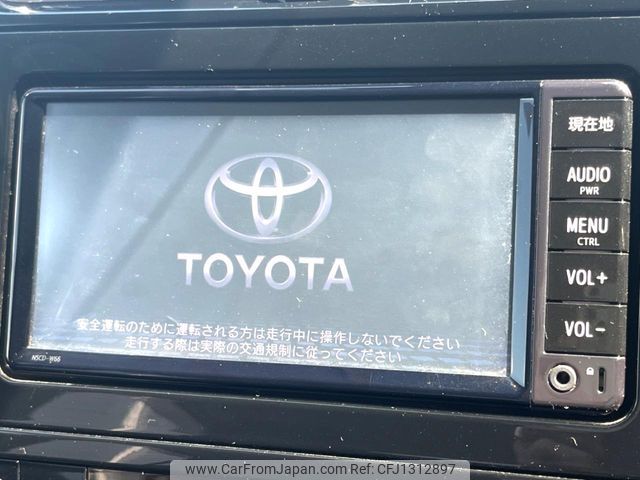 現在地
AUDIO
PWR
MENU
CTRL
VOL+
VOL-
TOYOTA
安全運転のために運転される方は走行中に操作しないでください
走行する際は実際の交通規制に従ってください
NSCD-W66
www.CarFromJapan.com - Ref:CFJ1312897